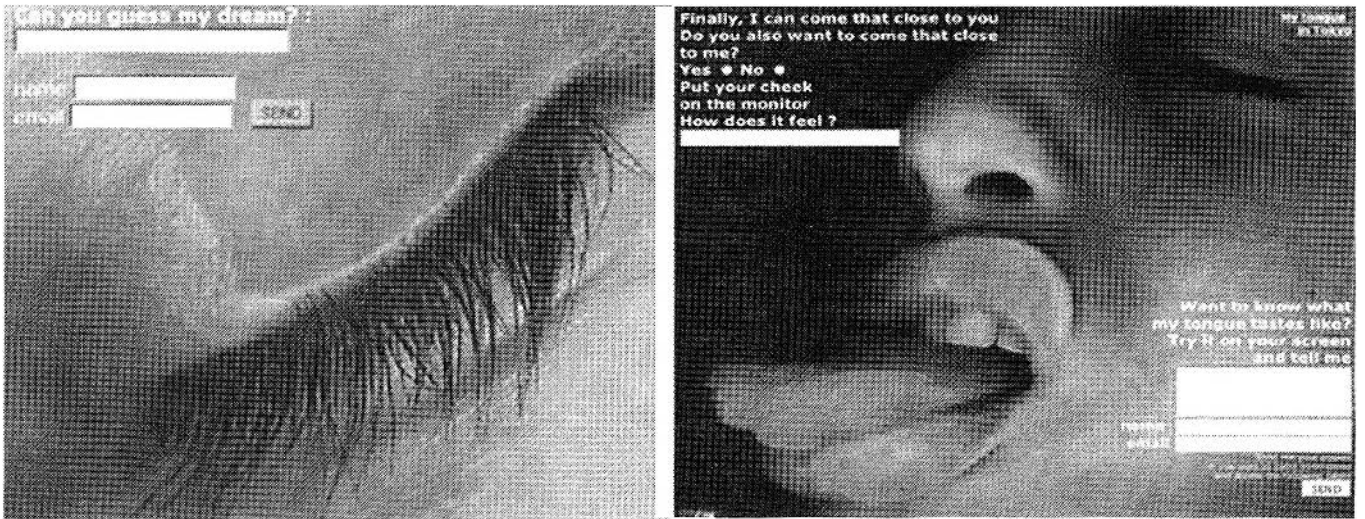 Can you guess my dream? :
name
email
SEND
Finally, I can come that close to you
Do you also want to come that close
to me?
Yes No
Put your cheek
on the monitor
How does it feel ?
My tongue
in Tokyo
Want to know what
my tongue tastes like?
Try it on your screen
and tell me
name
email
SEND